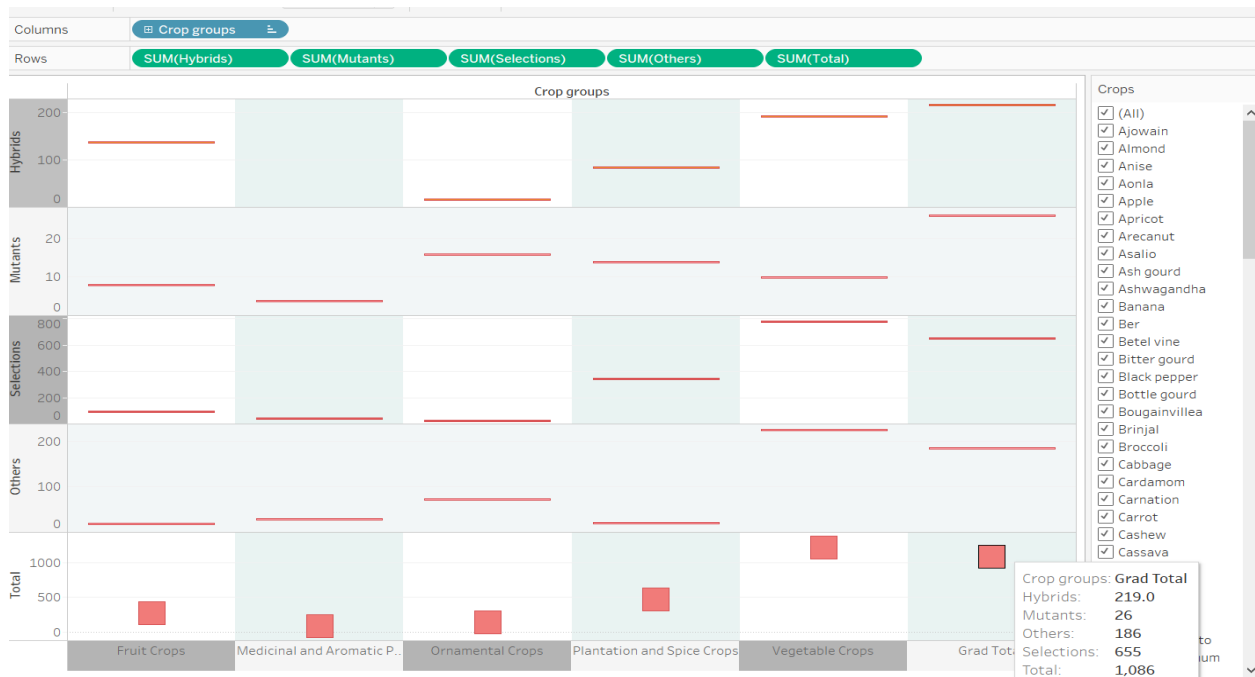 Columns
Crop groups
Rows
SUM(Hybrids)
SUM(Mutants)
SUM(Selections)
SUM(Others)
SUM(Total)
Crop groups
Hybrids
200
100
0
Mutants
20
10
0
Selections
800
600
400
200
0
Others
200
100
0
Total
1000
500
0
Fruit Crops
Medicinal and Aromatic P..
Ornamental Crops
Plantation and Spice Crops
Vegetable Crops
Grad Tot
Crops
(All)
Ajowain
Almond
Anise
Aonla
Apple
Apricot
Arecanut
Asalio
Ash gourd
Ashwagandha
Banana
Ber
Betel vine
Bitter gourd
Black pepper
Bottle gourd
Bougainvillea
Brinjal
Broccoli
Cabbage
Cardamom
Carnation
Carrot
Cashew
Cassava
Crop groups: Grad Total
Hybrids: 219.0
Mutants: 26
Others: 186
Selections: 655
Total: 1,086
to
um